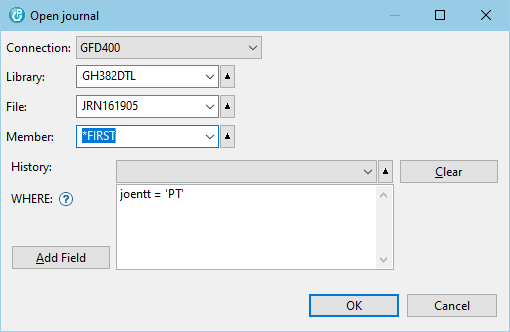 Open journal
Connection: GFD400
Library: GH382DTL
File: JRN161905
Member: *FIRST
History: Clear
WHERE: joentt = 'PT'
Add Field
OK Cancel